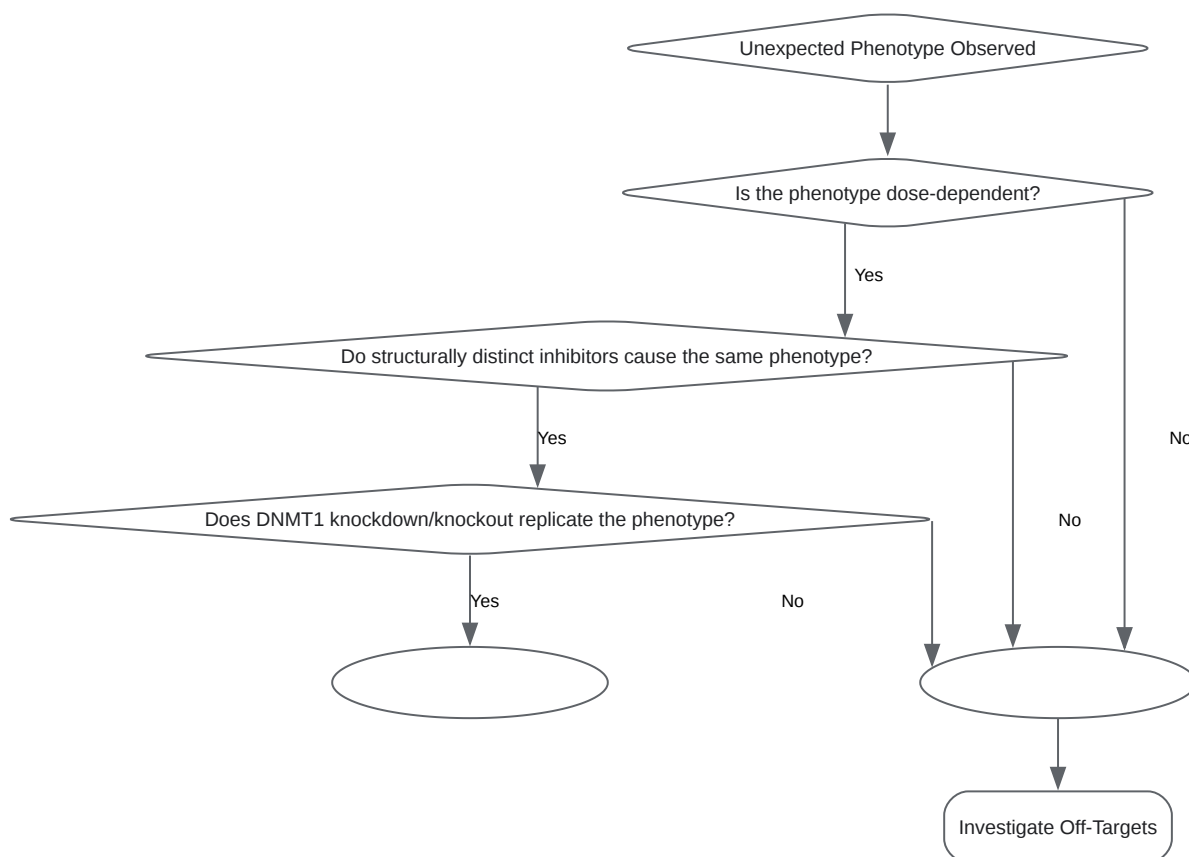 Unexpected Phenotype Observed
Is the phenotype dose-dependent?
Yes
Do structurally distinct inhibitors cause the same phenotype?
Yes
No
Does DNMT1 knockdown/knockout replicate the phenotype?
No
Yes
No
Investigate Off-Targets